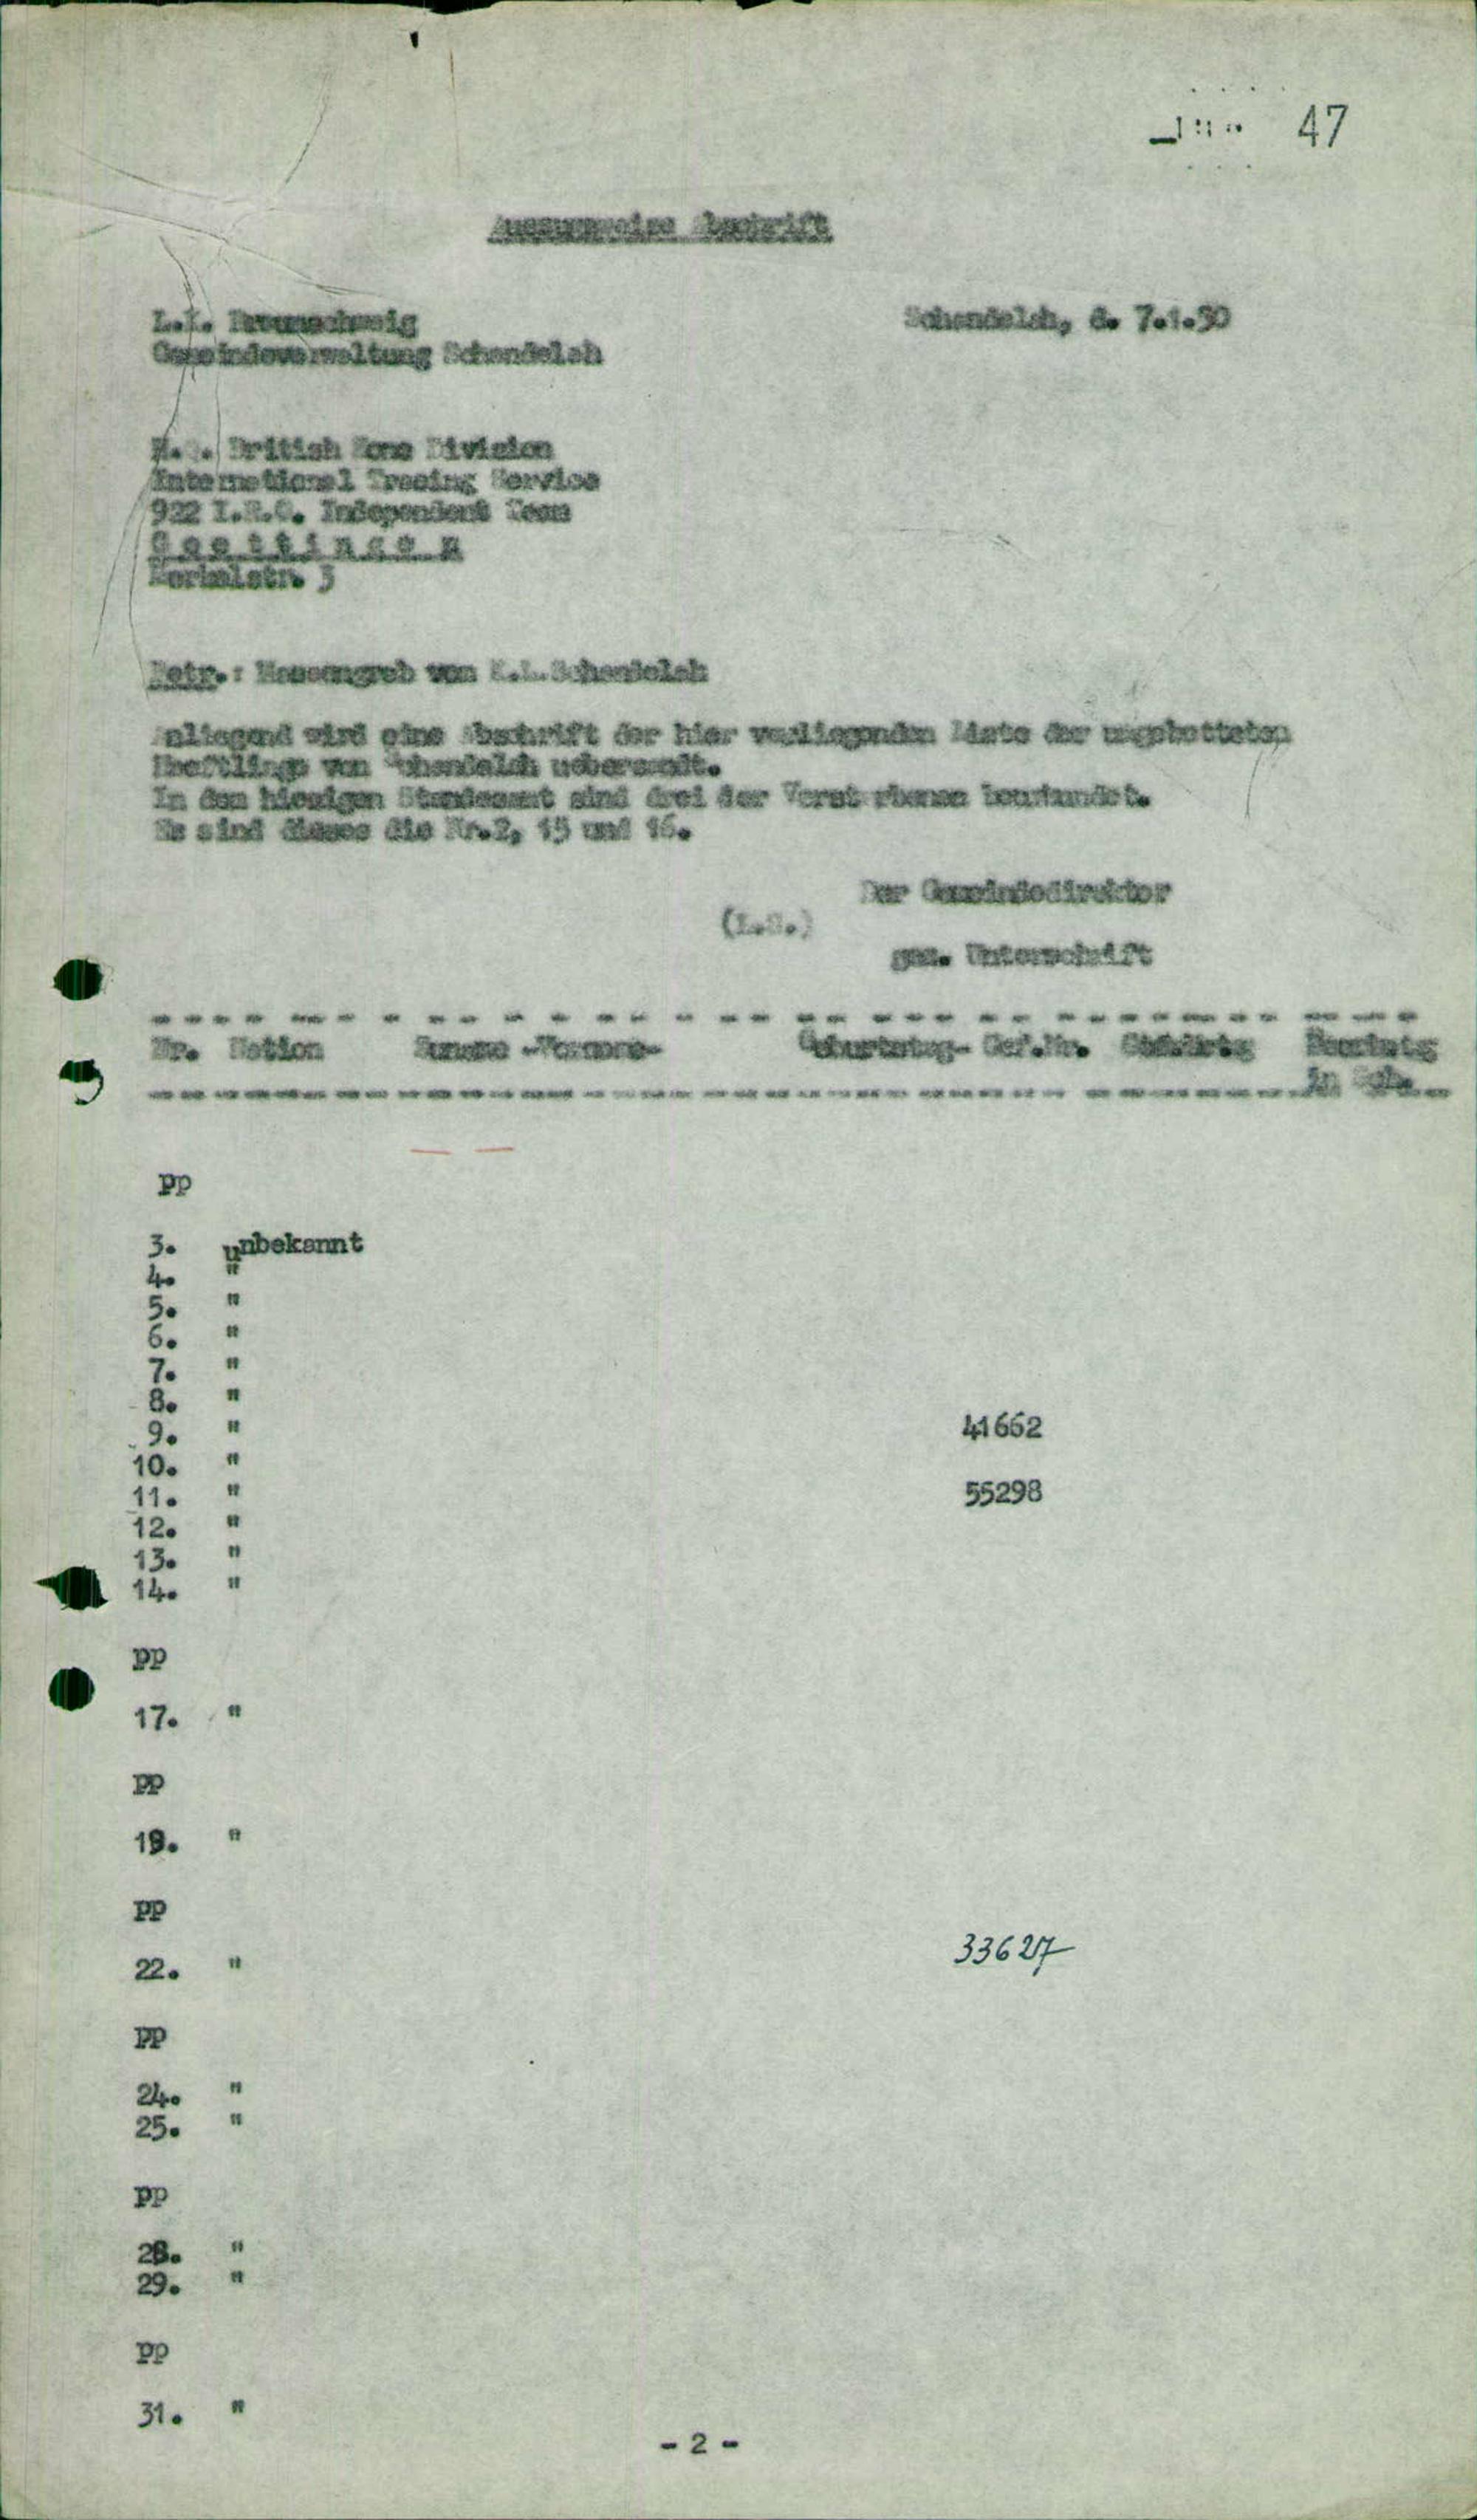 47
Auszugsweise Abschrift
L.K. Braunschweig
Gemeindeverwaltung Schandelah
Schandelah, d. 7.1.50
British Zone Division
International Tracing Service
922 I.R.O. Independent Team
Goettingen
3
Betr.: Massengrab von K.L. Schandelah
Anliegend wird eine Abschrift der hier vorliegenden Liste der umgebetteten
Haeftlinge von Schandelah uebersandt.
In dem hiesigen Standesamt sind drei der Verstorbenen beurkundet.
Es sind dieses die Nr.2, 15 und 16.
Der Gemeindedirektor
(L.S.)
gez. Unterschrift
Nr. Nation Zuname -Vorname- Geburtstag- Gef.Nr.
in Sch.
pp
3. unbekannt
4. "
5. "
6. "
7. "
8. "
9. " 41662
10. "
11. " 55298
12. "
13. "
14. "
pp
17. "
pp
19. "
pp
22. " 33627
pp
24. "
25. "
pp
28. "
29. "
pp
31. "
- 2 -